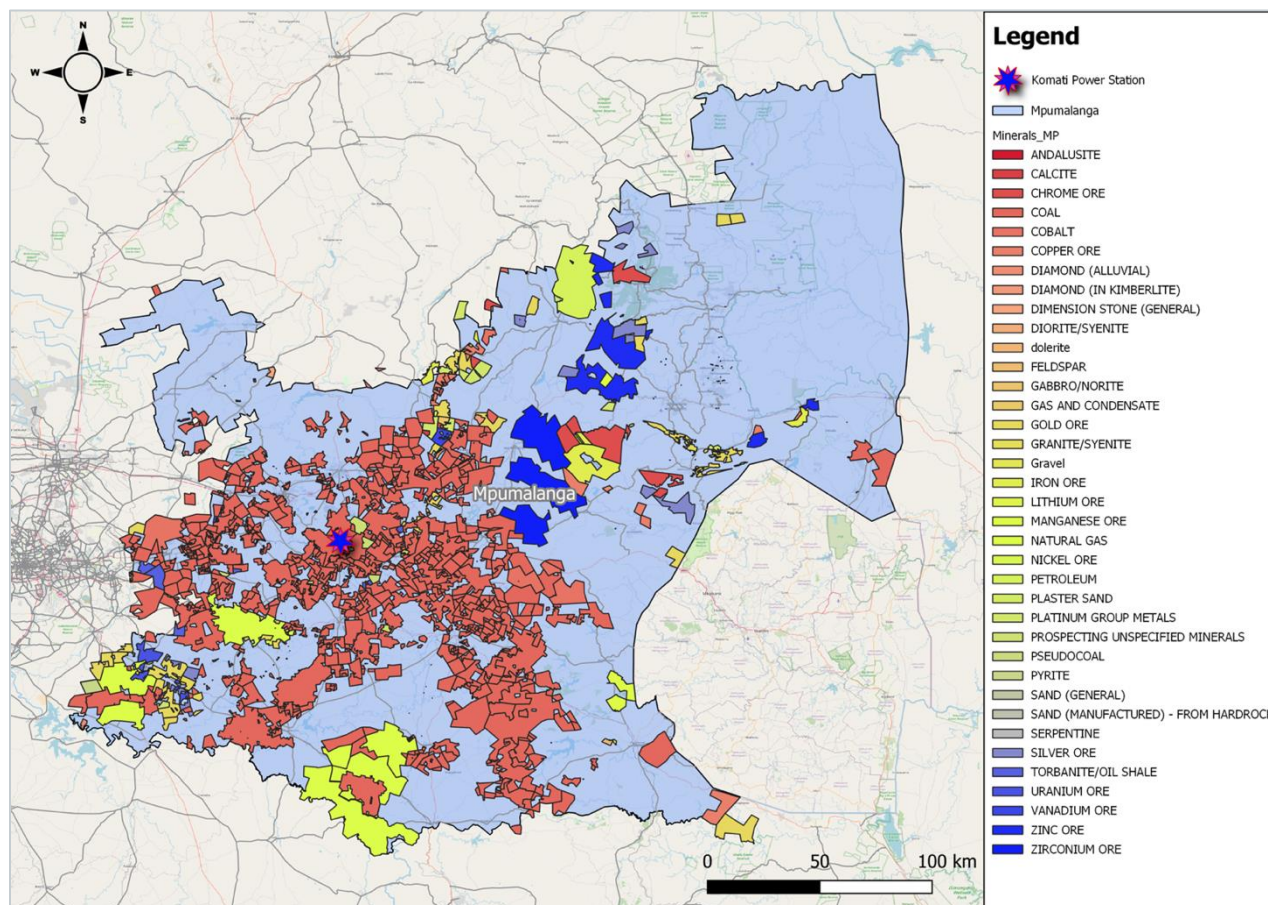 N
W
E
S
Mpumalanga
0
50
100 km
Legend
Komati Power Station
Mpumalanga
Minerals_MP
ANDALUSITE
CALCITE
CHROME ORE
COAL
COBALT
COPPER ORE
DIAMOND (ALLUVIAL)
DIAMOND (IN KIMBERLITE)
DIMENSION STONE (GENERAL)
DIORITE/SYENITE
dolerite
FELDSPAR
GABBRO/NORITE
GAS AND CONDENSATE
GOLD ORE
GRANITE/SYENITE
Gravel
IRON ORE
LITHIUM ORE
MANGANESE ORE
NATURAL GAS
NICKEL ORE
PETROLEUM
PLASTER SAND
PLATINUM GROUP METALS
PROSPECTING UNSPECIFIED MINERALS
PSEUDOCOAL
PYRITE
SAND (GENERAL)
SAND (MANUFACTURED) - FROM HARDROCK
SERPENTINE
SILVER ORE
TORBANITE/OIL SHALE
URANIUM ORE
VANADIUM ORE
ZINC ORE
ZIRCONIUM ORE